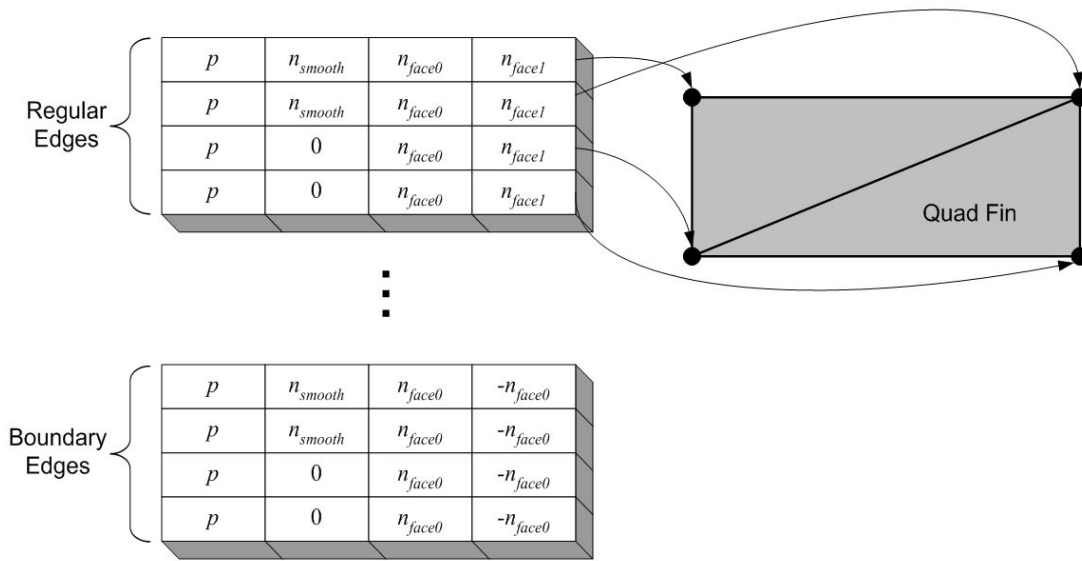 Regular
Edges
p n_smooth n_face0 n_face1
p n_smooth n_face0 n_face1
p 0 n_face0 n_face1
p 0 n_face0 n_face1
Quad Fin
Boundary
Edges
p n_smooth n_face0 -n_face0
p n_smooth n_face0 -n_face0
p 0 n_face0 -n_face0
p 0 n_face0 -n_face0